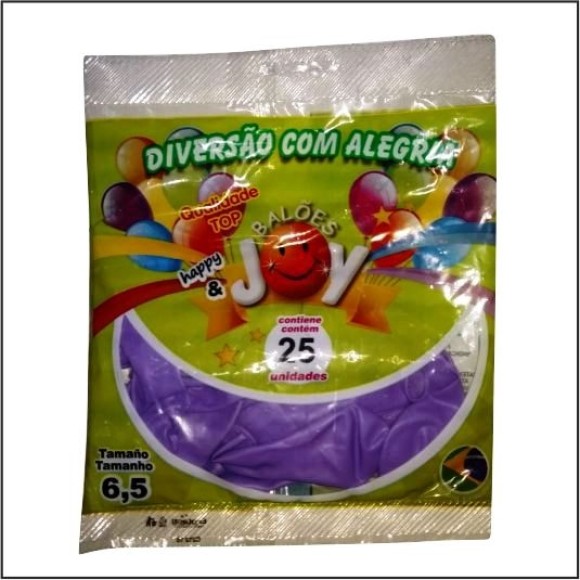 DIVERSÃO COM ALEGRIA
Qualidade
TOP
BALÕES
happy
& JOY
contiene
contém
25
unidades
Tamaño
Tamanho
6,5